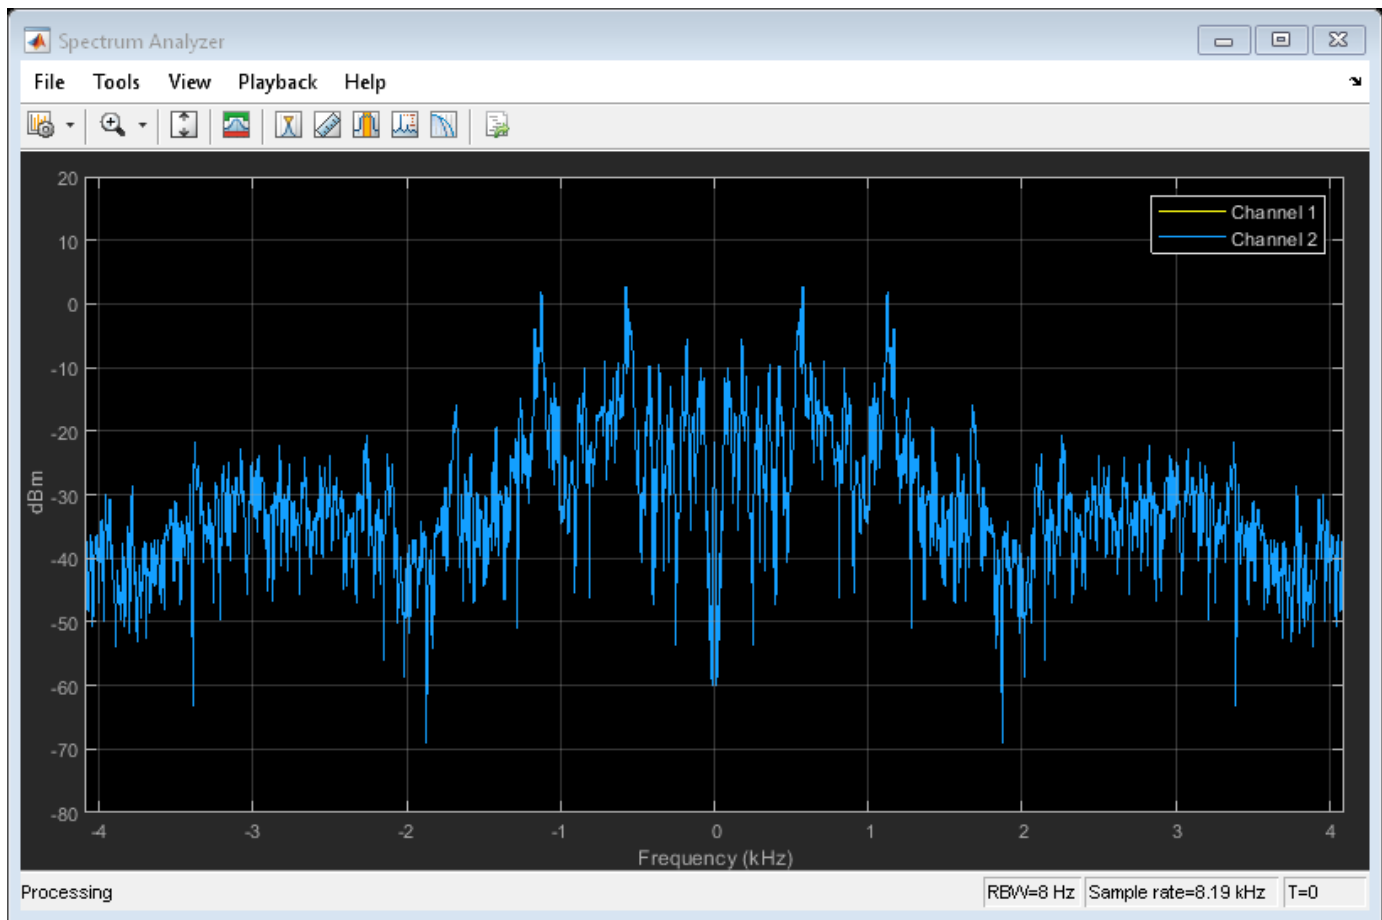 Spectrum Analyzer
File Tools View Playback Help
20
10
0
-10
-20
-30
-40
-50
-60
-70
-80
dBm
Channel 1
Channel 2
-4 -3 -2 -1 0 1 2 3 4
Frequency (kHz)
Processing RBW=8 Hz Sample rate=8.19 kHz T=0